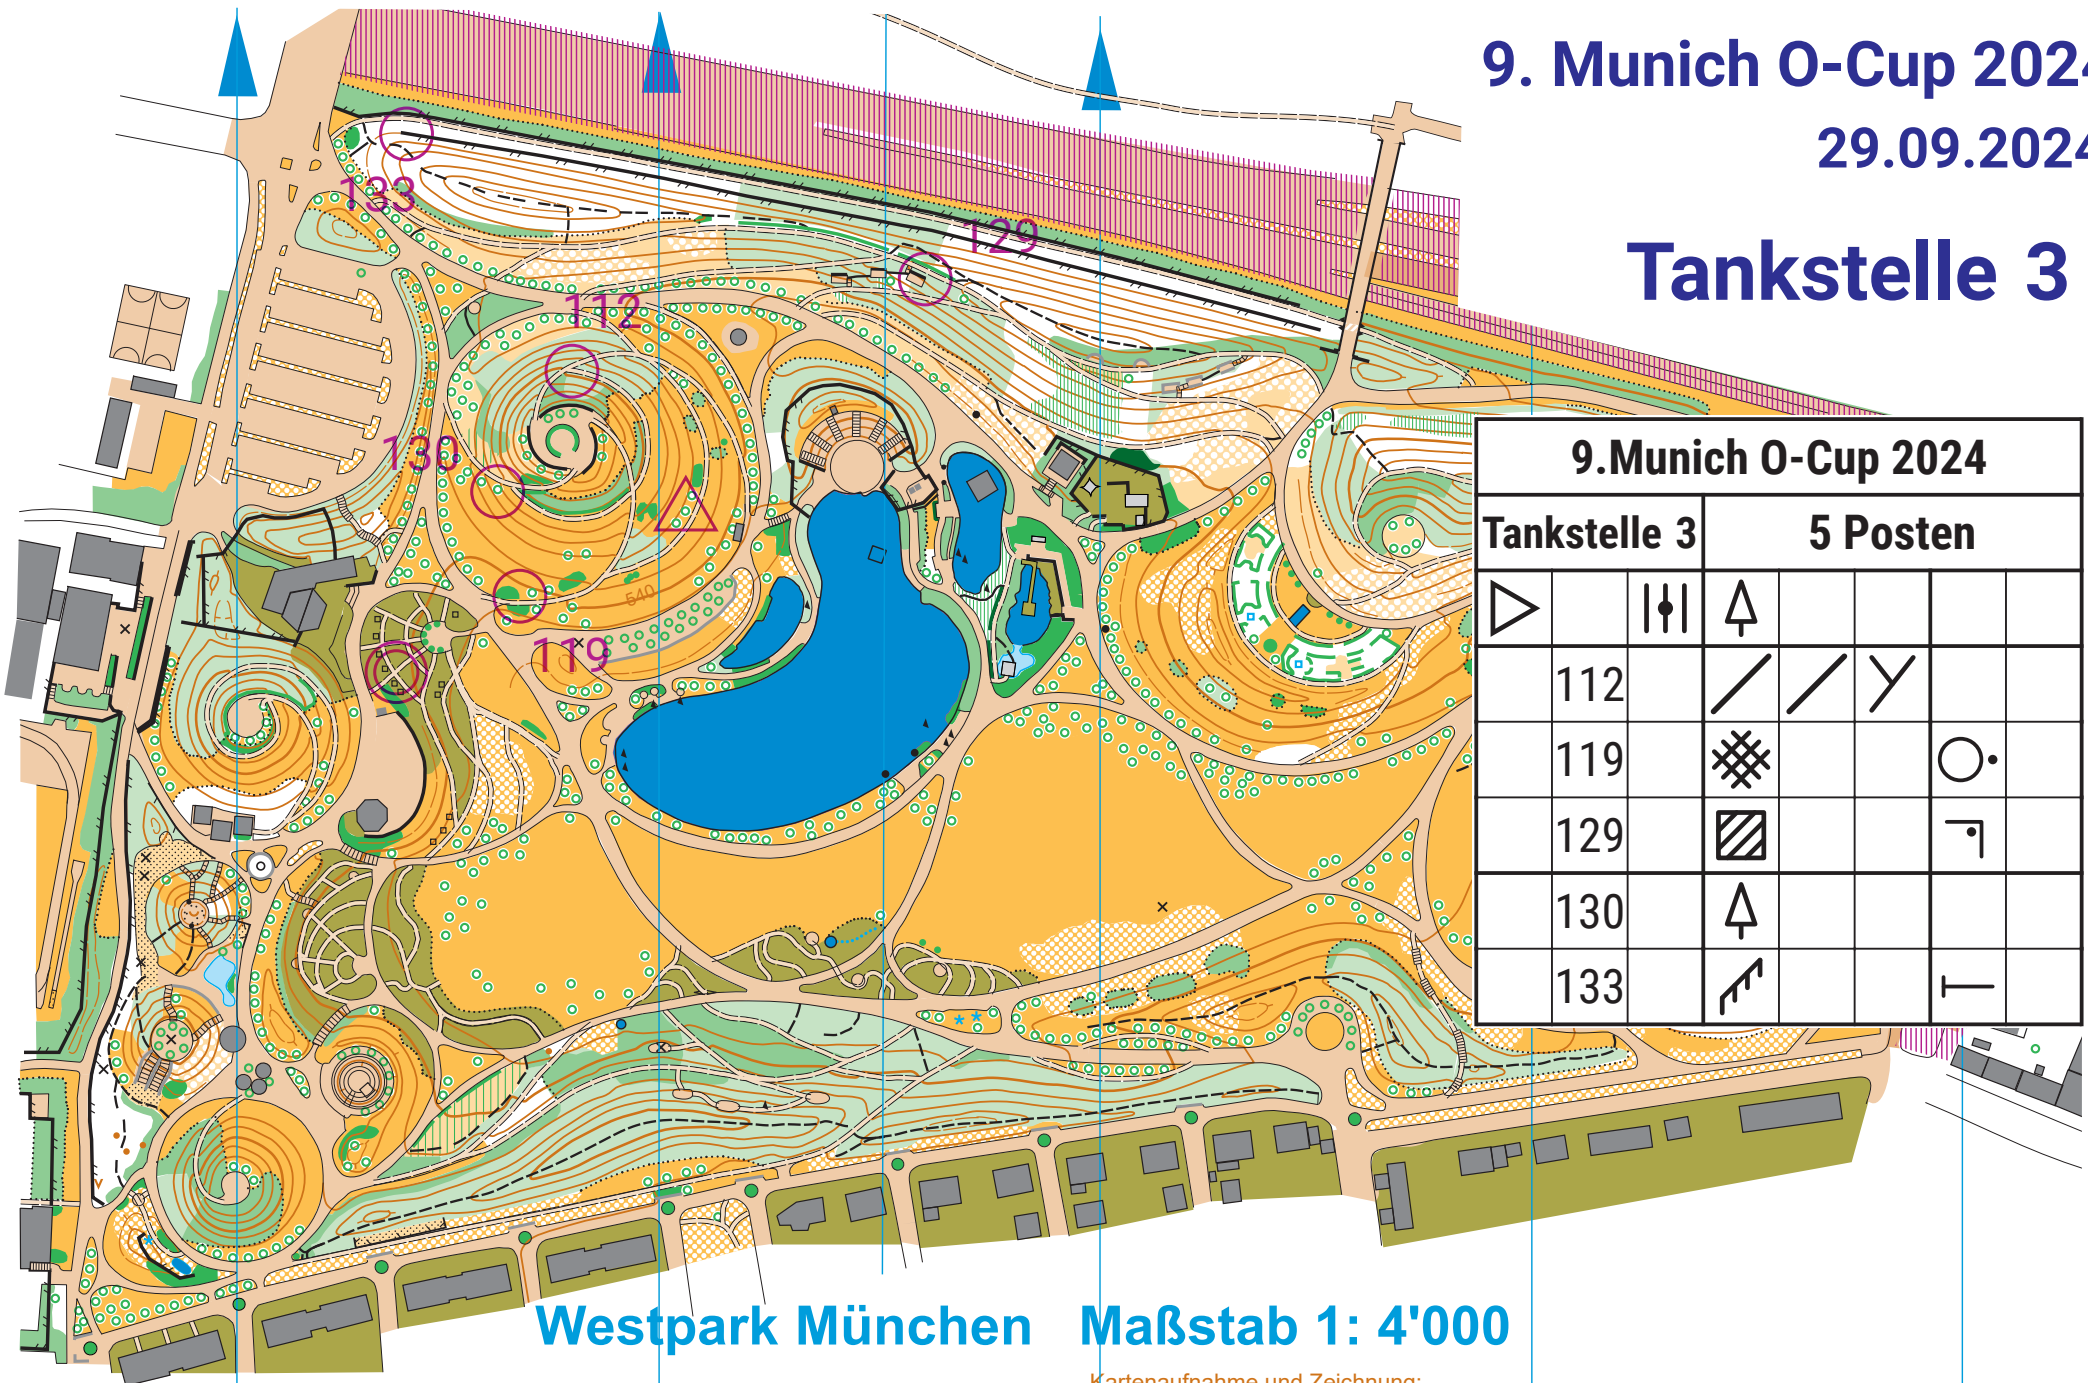 9. Munich O-Cup 2024
29.09.2024
Tankstelle 3
133
129
112
130
119
540
9.Munich O-Cup 2024
Tankstelle 3 5 Posten
112
119
129
130
133
Westpark München Maßstab 1: 4'000
Kartenaufnahme und Zeichnung: